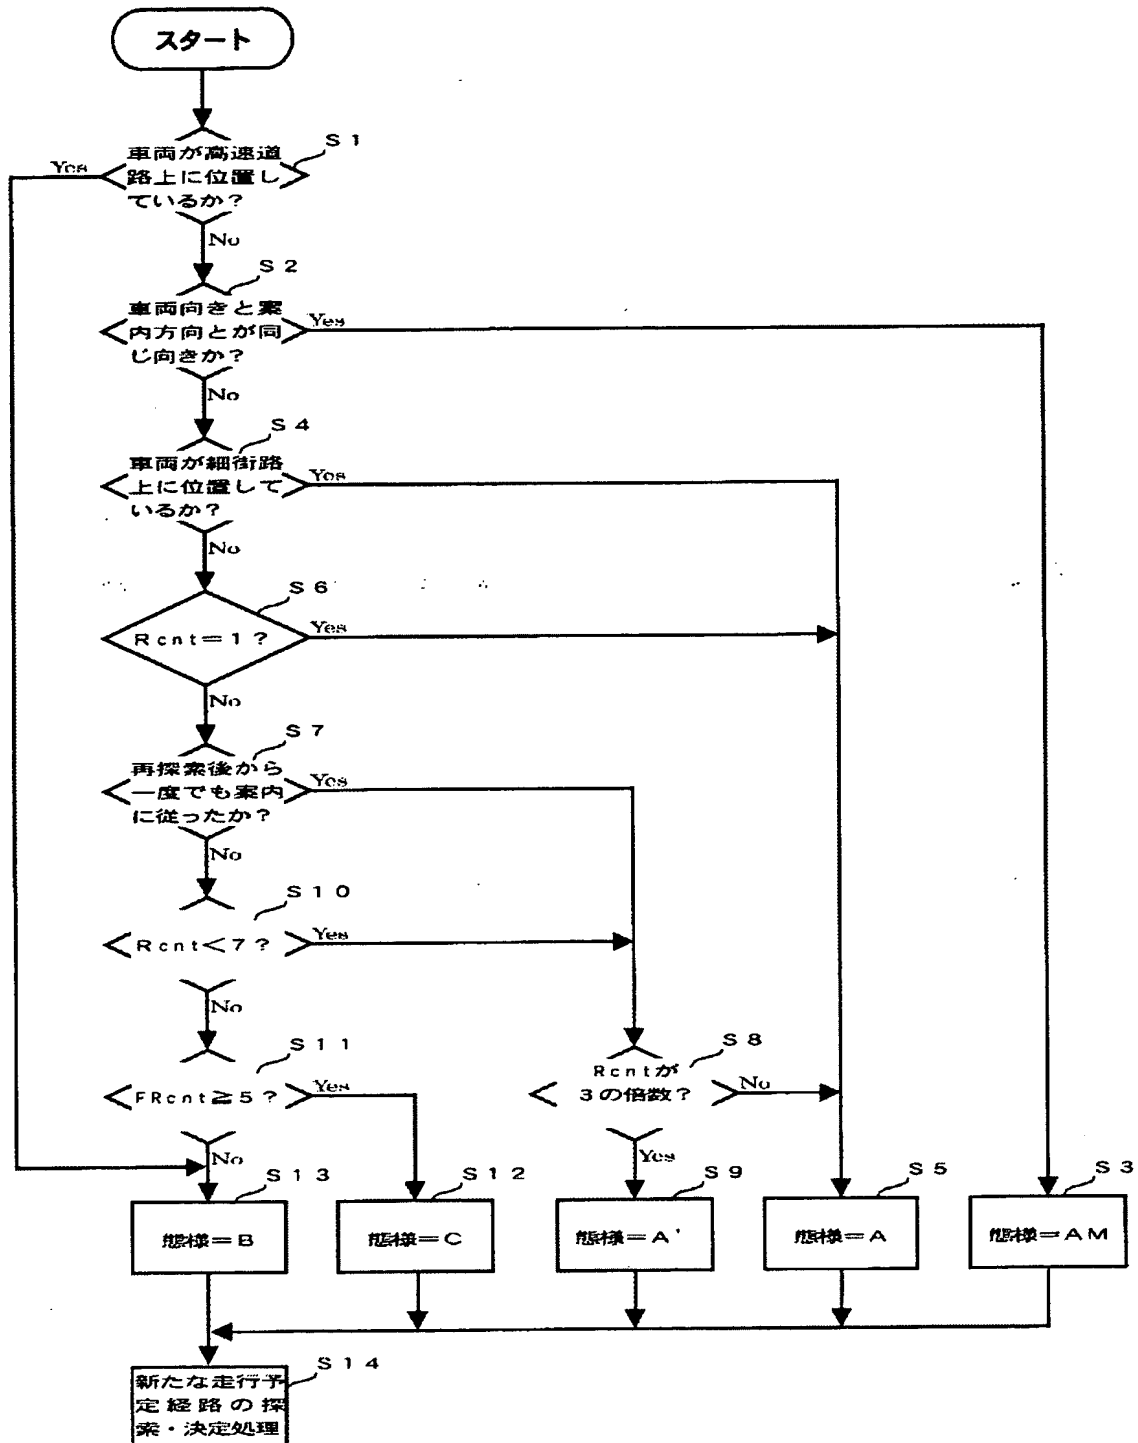 スタート
S1
車両が高速道
路上に位置し
ているか?
Yes
No
S2
車両向きと案
内方向とが同
じ向きか?
Yes
No
S4
車両が細街路
上に位置して
いるか?
Yes
No
S6
Rcnt=1?
Yes
No
S7
再探索後から
一度でも案内
に従ったか?
Yes
No
S10
Rcnt<7?
Yes
No
S11
FRcnt≧5?
Yes
No
S8
Rcntが
3の倍数?
No
Yes
S13
態様=B
S12
態様=C
S9
態様=A'
S5
態様=A
S3
態様=AM
S14
新たな走行予
定経路の探
索・決定処理